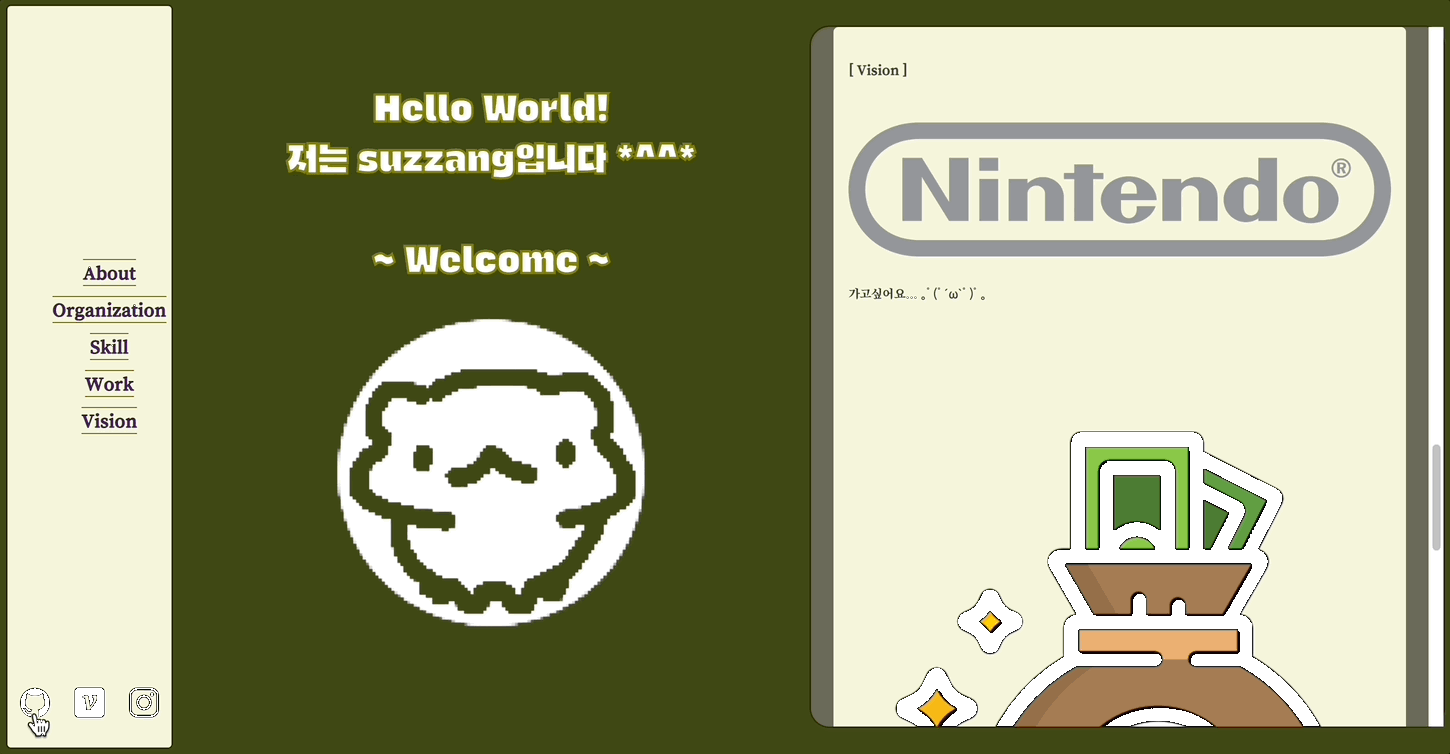 About
Organization
Skill
Work
Vision
Hello World!
저는 suzzang입니다 *^^*
~ Welcome ~
[ Vision ]
Nintendo®
가고싶어요... 。゚(゚´ω`゚)゚。